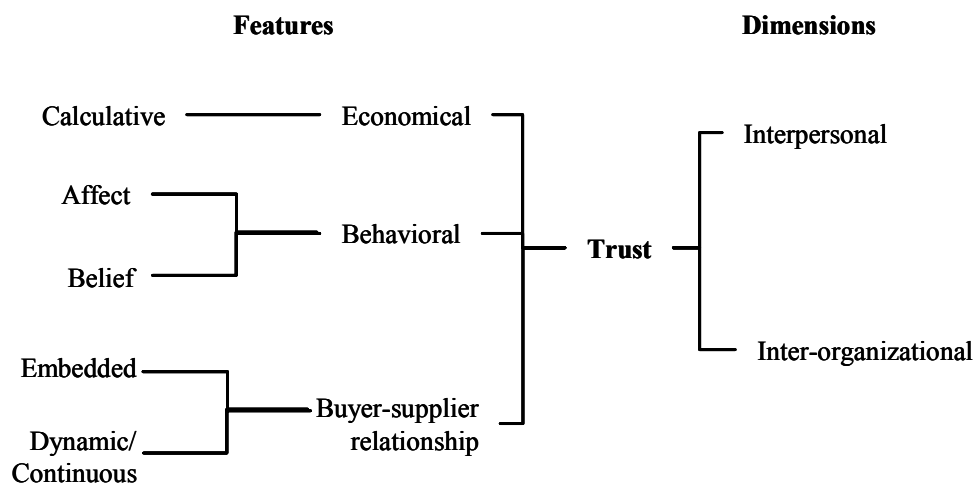 Features
Dimensions
Calculative
Economical
Interpersonal
Affect
Behavioral
Trust
Belief
Inter-organizational
Embedded
Buyer-supplier
relationship
Dynamic/
Continuous